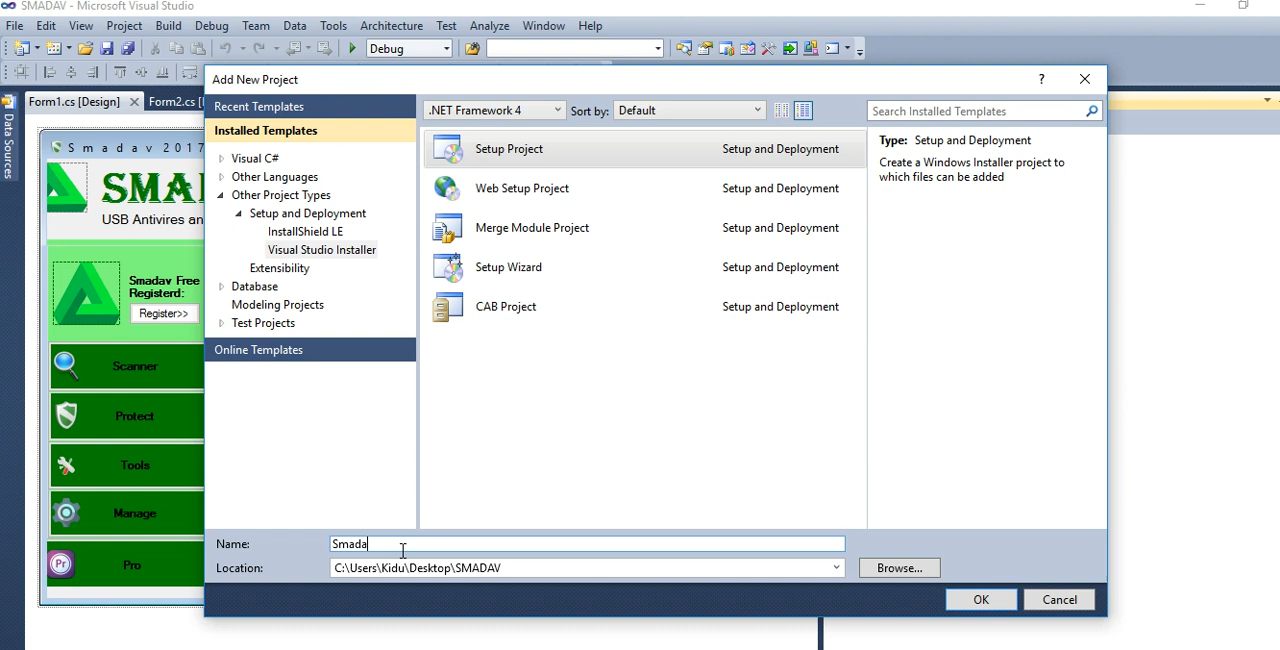 SMADAV - Microsoft Visual Studio
File Edit View Project Build Debug Team Data Tools Architecture Test Analyze Window Help
Debug
Form1.cs [Design] Form2.cs [
Data Sources
Smadav 2017
SMA
USB Antivires an
Smadav Free
Registerd:
Register>>
Scanner
Protect
Tools
Manage
Pr
Pro
Add New Project
?
Recent Templates
Installed Templates
Visual C#
Other Languages
Other Project Types
Setup and Deployment
InstallShield LE
Visual Studio Installer
Extensibility
Database
Modeling Projects
Test Projects
Online Templates
.NET Framework 4 Sort by: Default
Search Installed Templates
Setup Project Setup and Deployment
Web Setup Project Setup and Deployment
Merge Module Project Setup and Deployment
Setup Wizard Setup and Deployment
CAB Project Setup and Deployment
Type: Setup and Deployment
Create a Windows Installer project to
which files can be added
Name: Smada
Location: C:\Users\Kidu\Desktop\SMADAV Browse...
OK Cancel